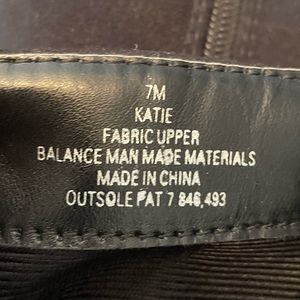 7M
KATIE
FABRIC UPPER
BALANCE MAN MADE MATERIALS
MADE IN CHINA
OUTSOLE PAT 7 846,493